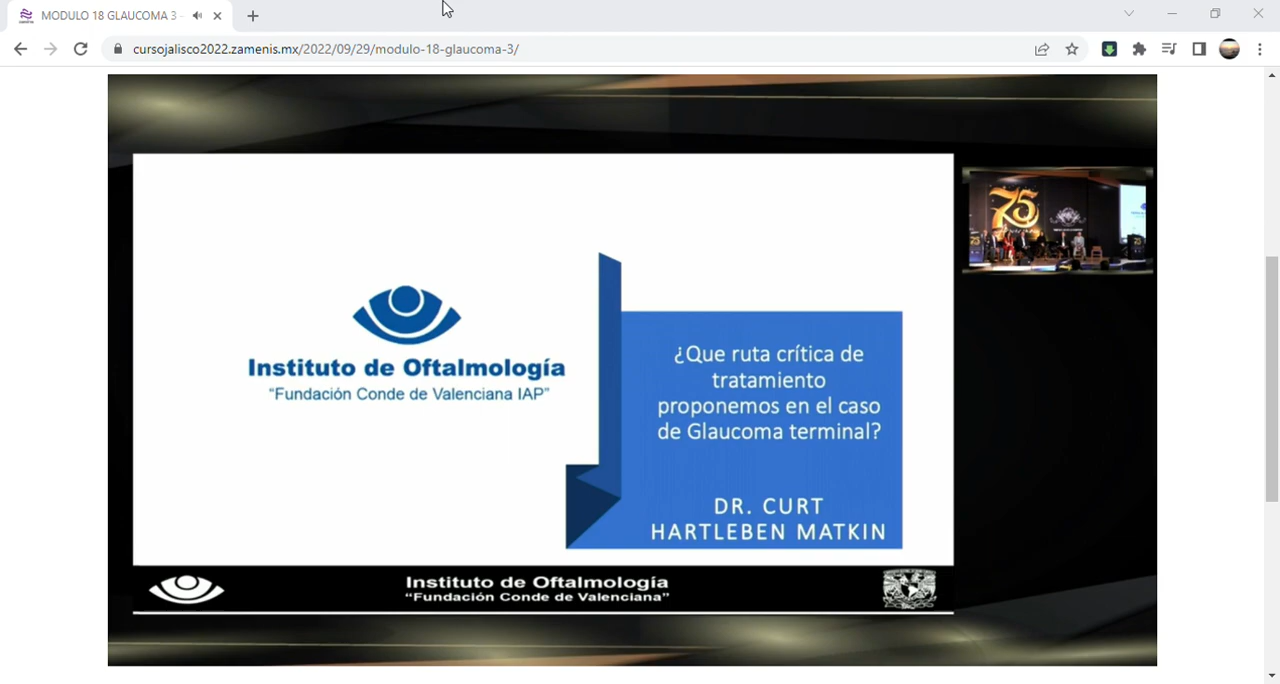 MODULO 18 GLAUCOMA 3 -
cursojalisco2022.zamenis.mx/2022/09/29/modulo-18-glaucoma-3/
75
Instituto de Oftalmología
“Fundación Conde de Valenciana IAP”
¿Que ruta crítica de
tratamiento
proponemos en el caso
de Glaucoma terminal?
DR. CURT
HARTLEBEN MATKIN
Instituto de Oftalmología
“Fundación Conde de Valenciana”